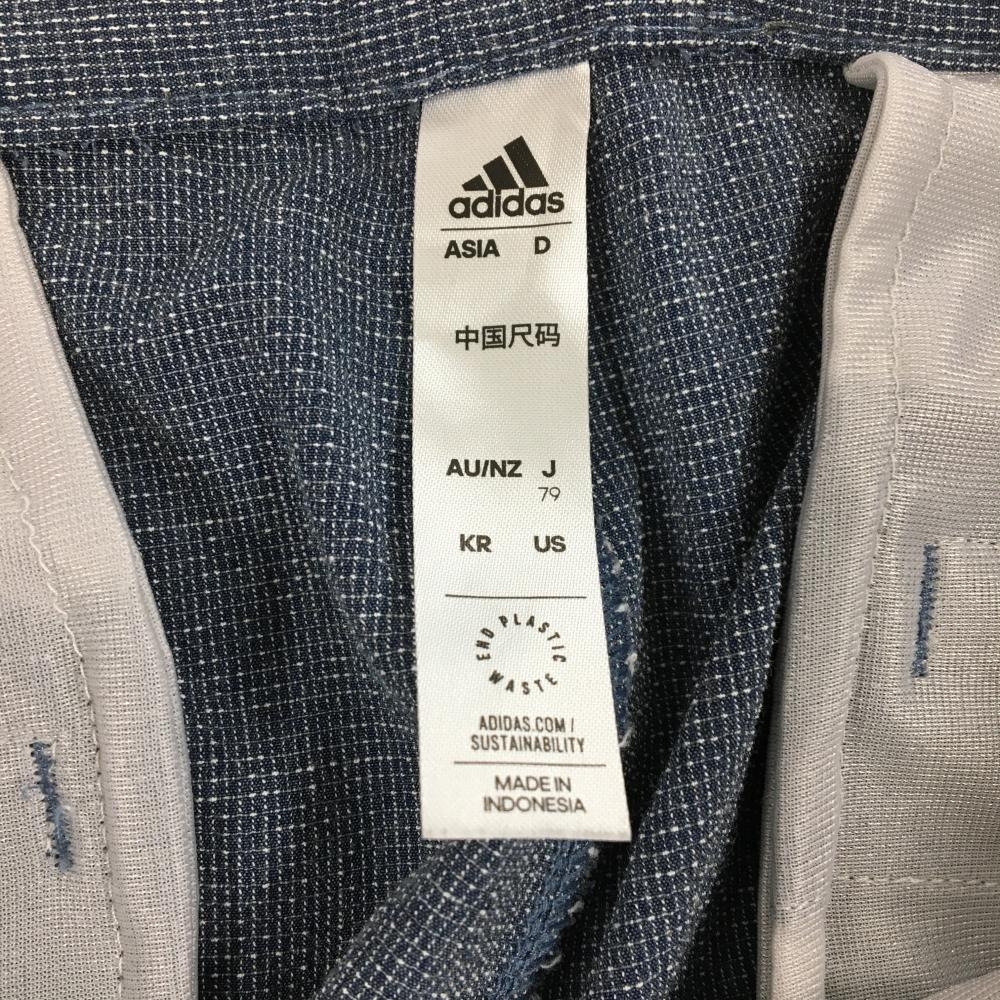 adidas
ASIA D
中国尺码
AU/NZ J
79
KR US
END PLASTIC WASTE
ADIDAS.COM/
SUSTAINABILITY
MADE IN
INDONESIA